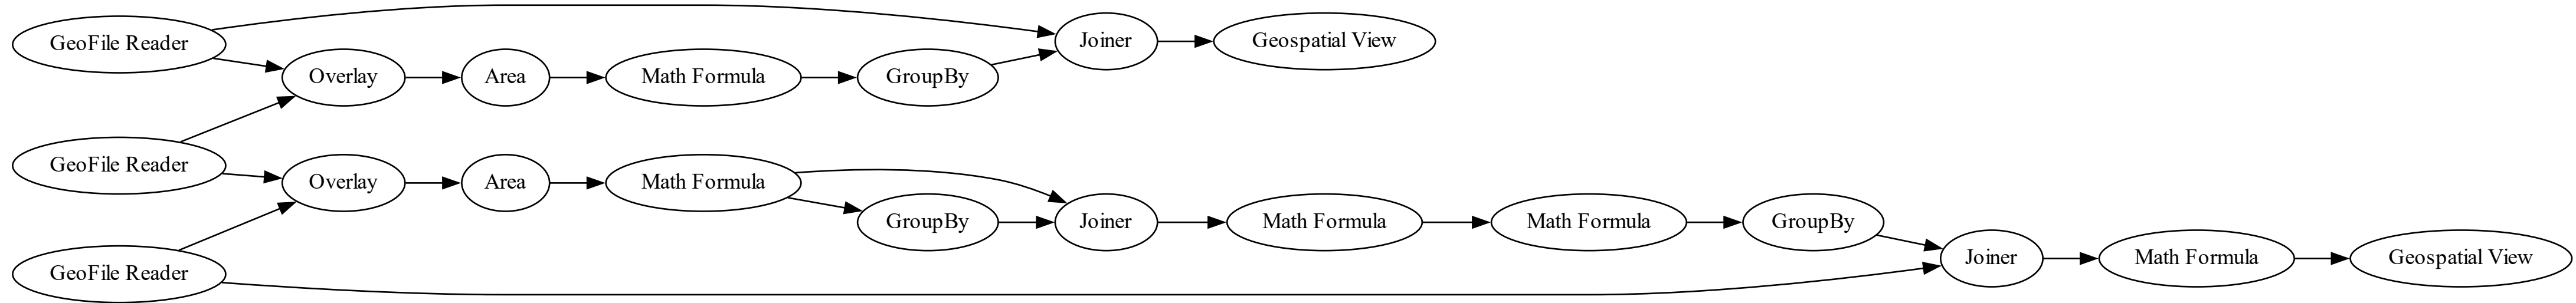 GeoFile Reader
Overlay
Area
Math Formula
GroupBy
Joiner
Geospatial View
GeoFile Reader
Overlay
Area
Math Formula
GroupBy
Joiner
Math Formula
Math Formula
GroupBy
GeoFile Reader
Joiner
Math Formula
Geospatial View